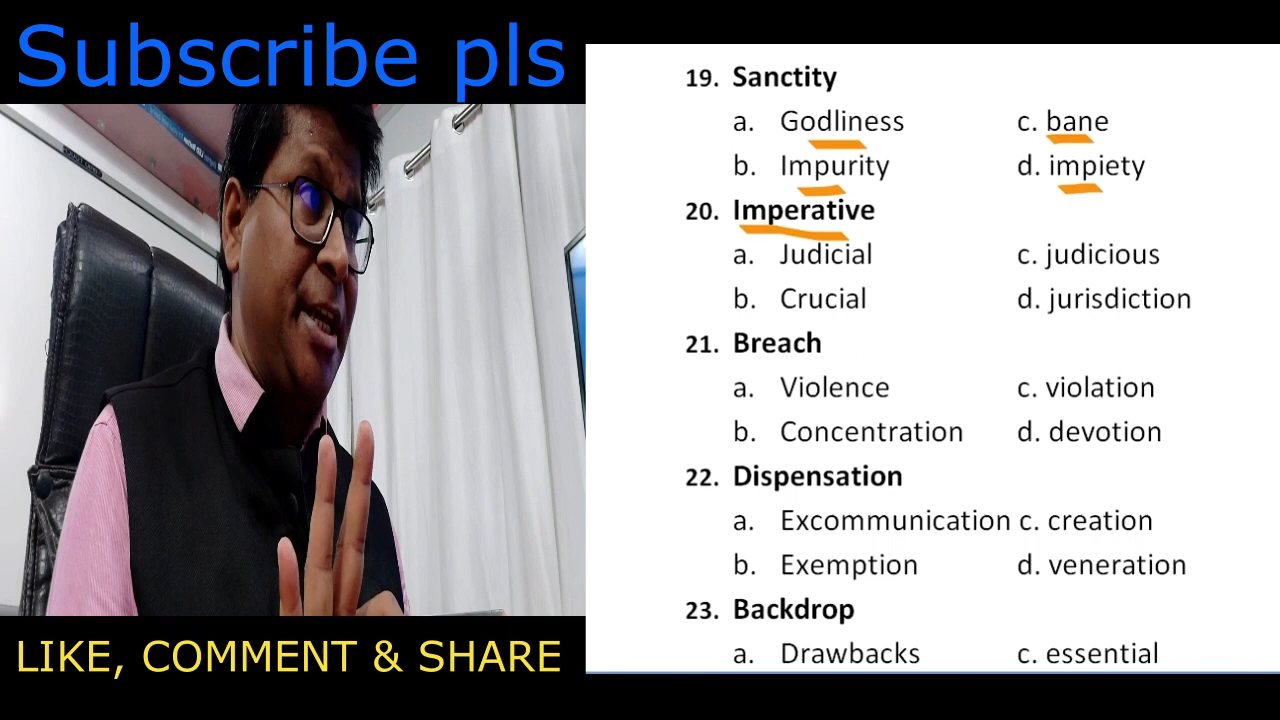 Subscribe pls
19. Sanctity
a. Godliness c. bane
b. Impurity d. impiety
20. Imperative
a. Judicial c. judicious
b. Crucial d. jurisdiction
21. Breach
a. Violence c. violation
b. Concentration d. devotion
22. Dispensation
a. Excommunication c. creation
b. Exemption d. veneration
23. Backdrop
a. Drawbacks c. essential
LIKE, COMMENT & SHARE